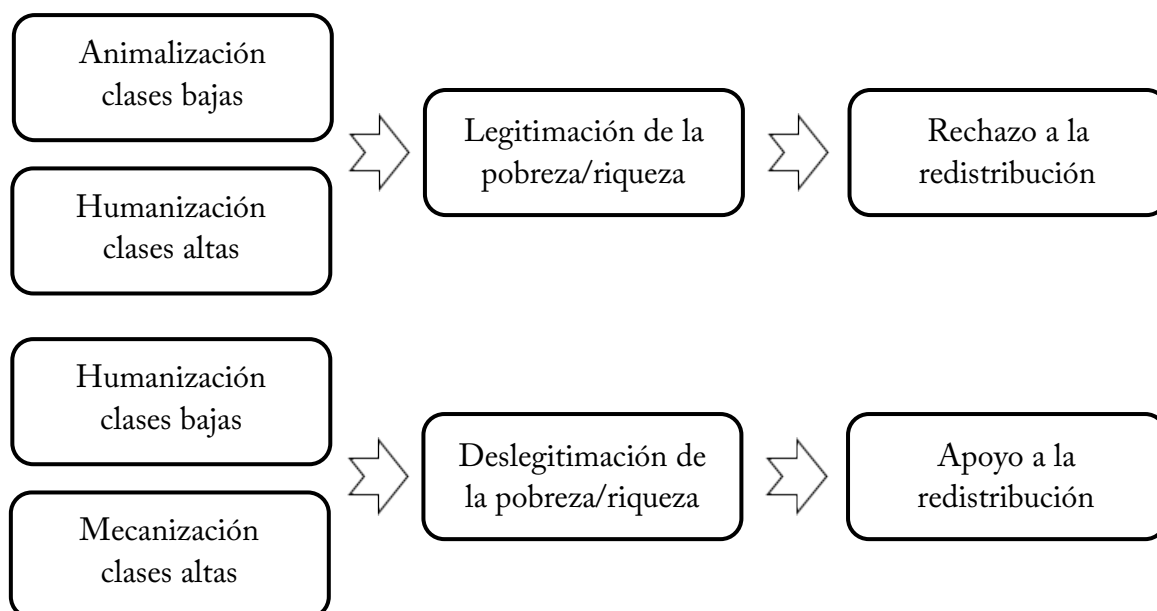 Animalización
clases bajas
Humanización
clases altas
Legitimación de la
pobreza/riqueza
Rechazo a la
redistribución
Humanización
clases bajas
Mecanización
clases altas
Deslegitimación de
la pobreza/riqueza
Apoyo a la
redistribución